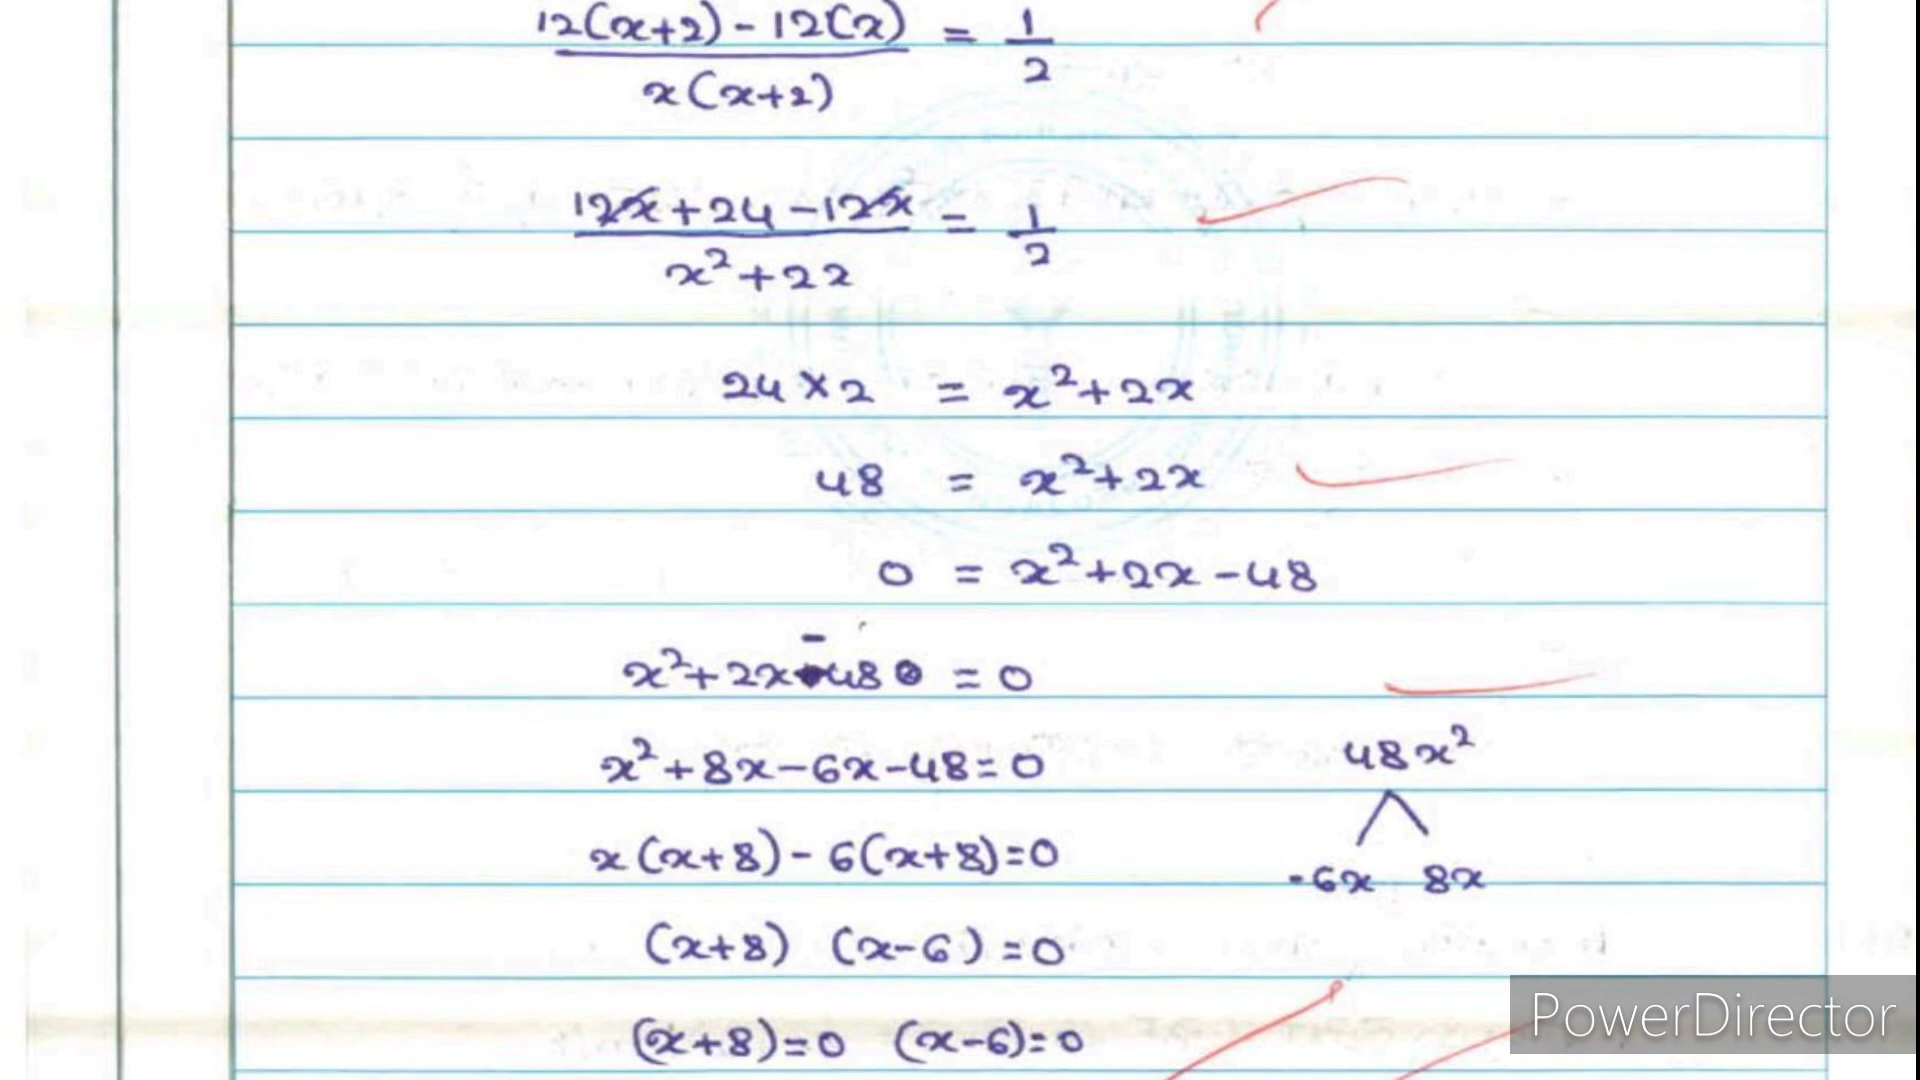 12(x+2) - 12(x) = 1
x(x+2) 2
12x + 24 - 12x = 1
x² + 2x 2
24 × 2 = x² + 2x
48 = x² + 2x
0 = x² + 2x - 48
x² + 2x - 48 = 0
x² + 8x - 6x - 48 = 0
48x²
x(x+8) - 6(x+8) = 0
-6x 8x
(x+8) (x-6) = 0
(x+8) = 0 (x-6) = 0
PowerDirector